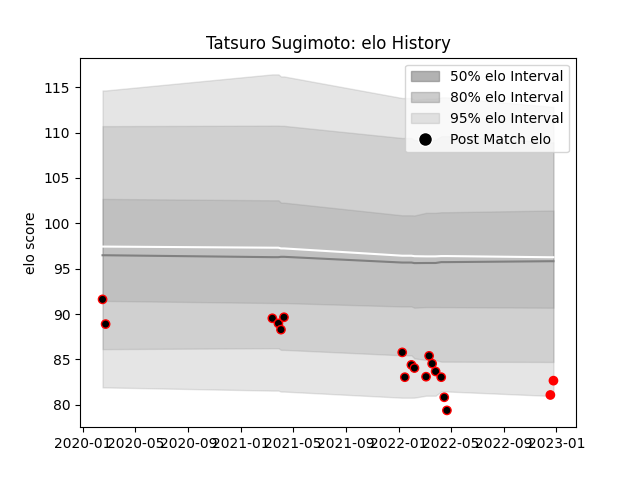 Tatsuro Sugimoto: elo History
50% elo Interval
80% elo Interval
95% elo Interval
Post Match elo
elo score
115
110
105
100
95
90
85
80
2020-01 2020-05 2020-09 2021-01 2021-05 2021-09 2022-01 2022-05 2022-09 2023-01